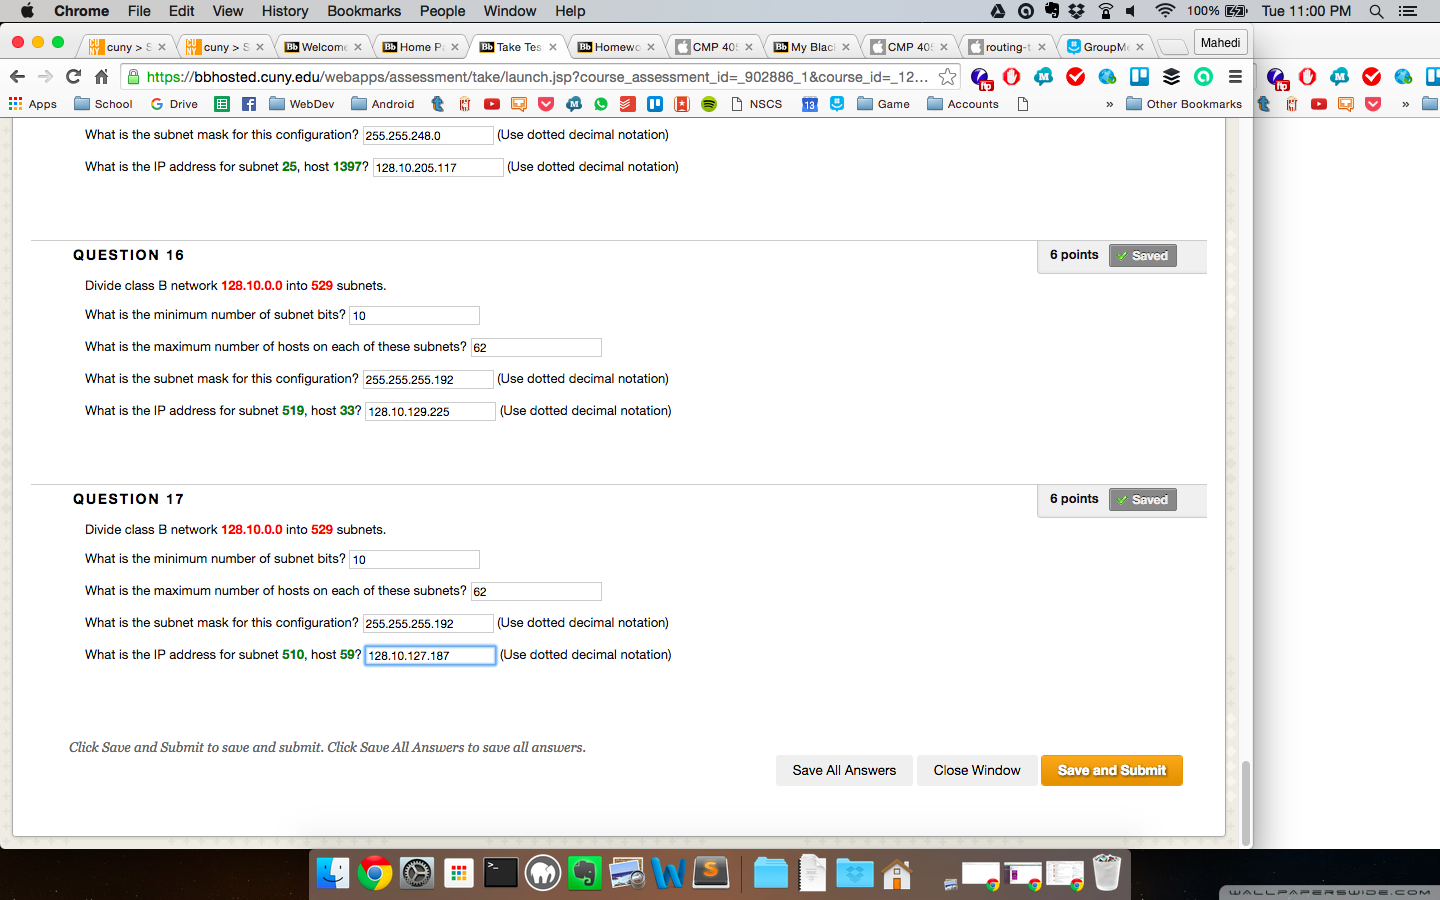 Chrome File Edit View History Bookmarks People Window Help 100% Tue 11:00 PM
cuny > S Bb Welcome Bb Home P Bb Take Tes Bb Homewo CMP 405 Bb My Blac CMP 405 routing-t GroupMe Mahedi
https://bbhosted.cuny.edu/webapps/assessment/take/launch.jsp?course_assessment_id=_902886_1&course_id=_12...
Apps School Drive WebDev Android NSCS 13 Game Accounts » Other Bookmarks »
What is the subnet mask for this configuration? 255.255.248.0 (Use dotted decimal notation)
What is the IP address for subnet 25, host 1397? 128.10.205.117 (Use dotted decimal notation)
QUESTION 16 6 points Saved
Divide class B network 128.10.0.0 into 529 subnets.
What is the minimum number of subnet bits? 10
What is the maximum number of hosts on each of these subnets? 62
What is the subnet mask for this configuration? 255.255.255.192 (Use dotted decimal notation)
What is the IP address for subnet 519, host 33? 128.10.129.225 (Use dotted decimal notation)
QUESTION 17 6 points Saved
Divide class B network 128.10.0.0 into 529 subnets.
What is the minimum number of subnet bits? 10
What is the maximum number of hosts on each of these subnets? 62
What is the subnet mask for this configuration? 255.255.255.192 (Use dotted decimal notation)
What is the IP address for subnet 510, host 59? 128.10.127.187 (Use dotted decimal notation)
Click Save and Submit to save and submit. Click Save All Answers to save all answers.
Save All Answers Close Window Save and Submit
WALLPAPERSWIDE.COM